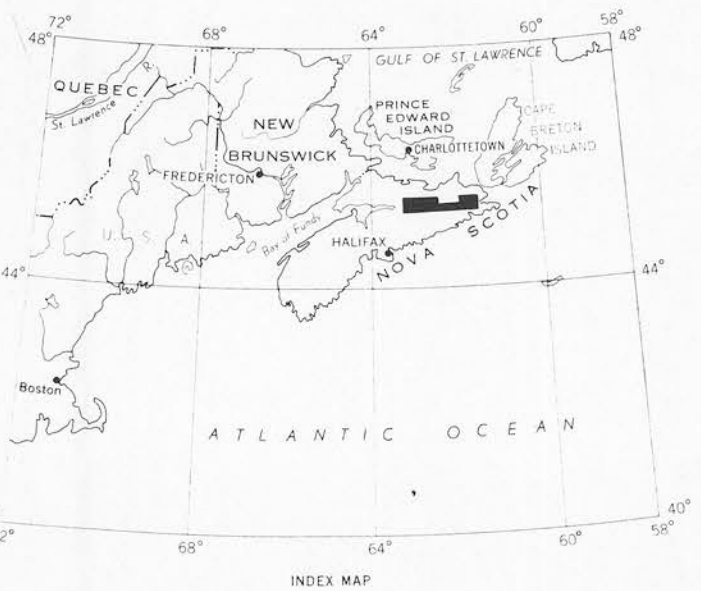 72°
68°
64°
60°
58°
48°
48°
GULF OF ST. LAWRENCE
QUEBEC
R.
St. Lawrence
PRINCE
EDWARD
ISLAND
CAPE
BRETON
ISLAND
NEW
BRUNSWICK
CHARLOTTETOWN
FREDERICTON
U. S. A
Bay of Fundy
HALIFAX
NOVA SCOTIA
44°
44°
Boston
ATLANTIC OCEAN
40°
2°
68°
64°
60°
58°
INDEX MAP